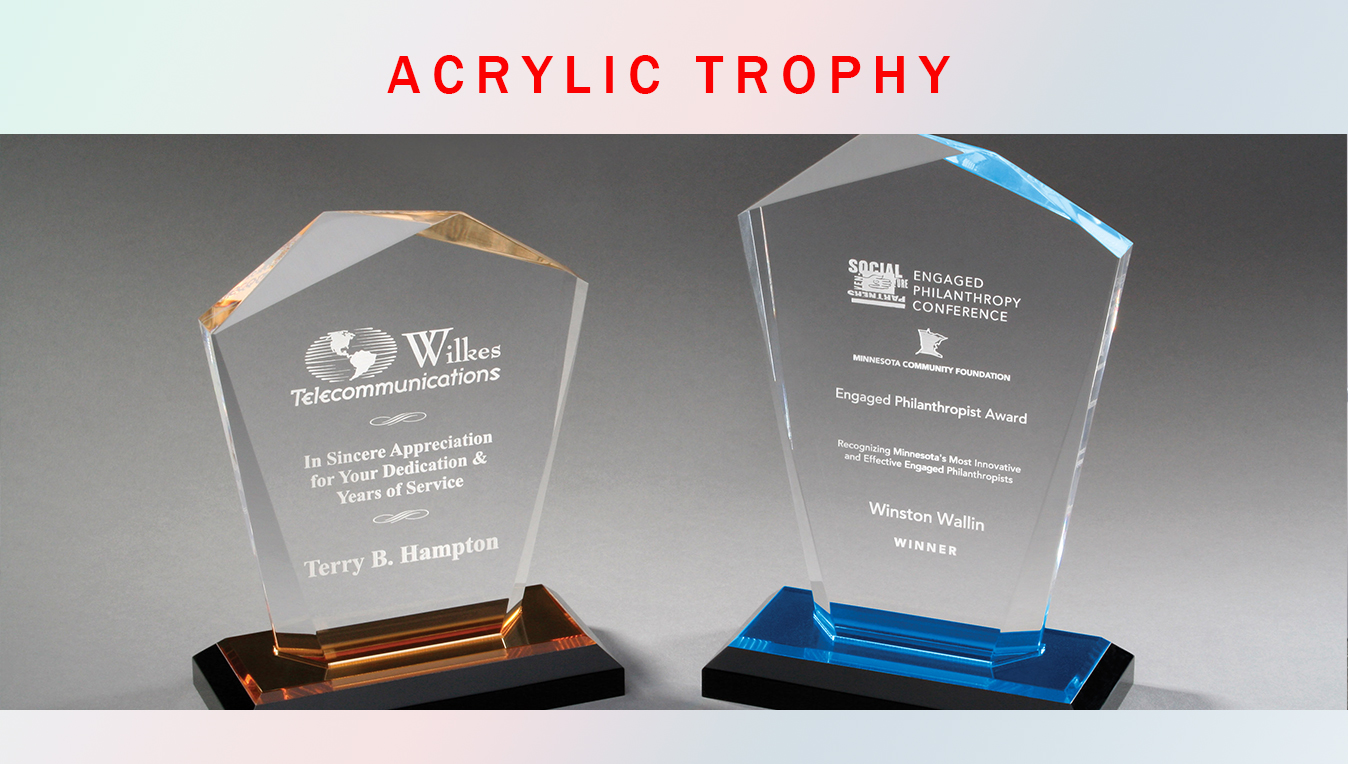 ACRYLIC TROPHY
Wilkes
Telecommunications
In Sincere Appreciation
for Your Dedication &
Years of Service
Terry B. Hampton
SOCIAL
PARTNERS
ENGAGED
PHILANTHROPY
CONFERENCE
MINNESOTA COMMUNITY FOUNDATION
Engaged Philanthropist Award
Recognizing Minnesota's Most Innovative
and Effective Engaged Philanthropists
Winston Wallin
WINNER